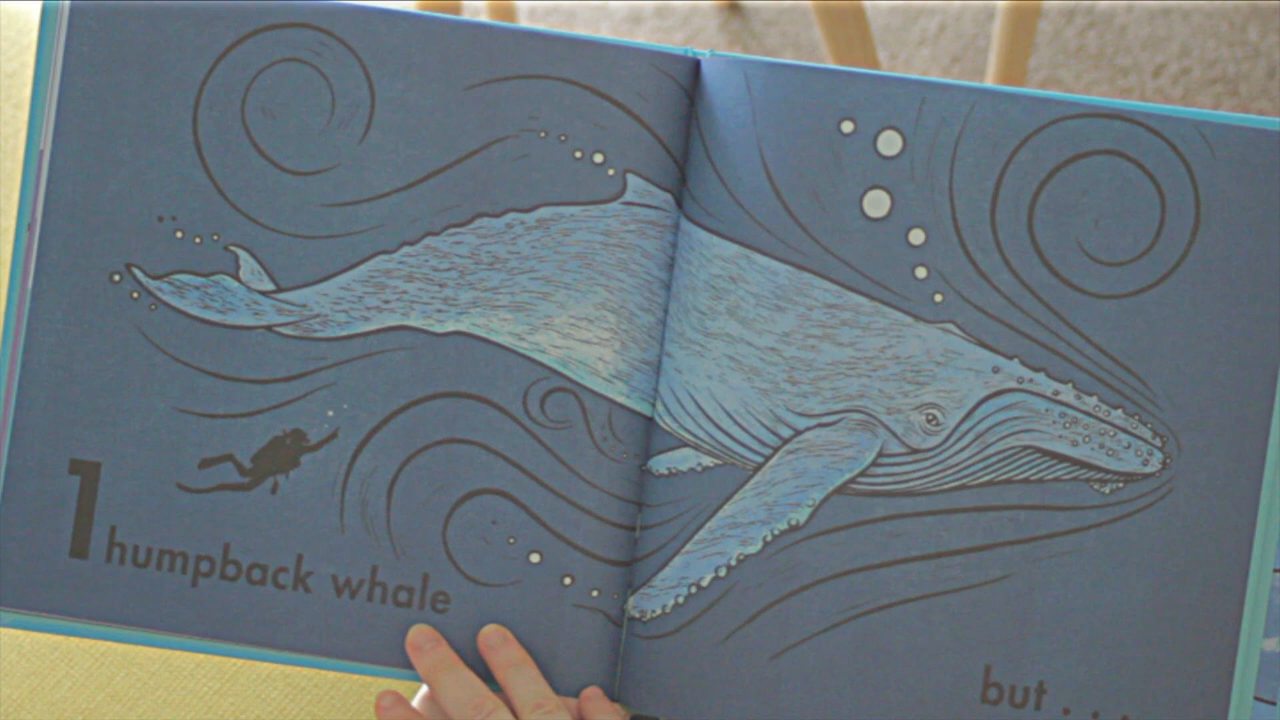 1 humpback whale
but . . .